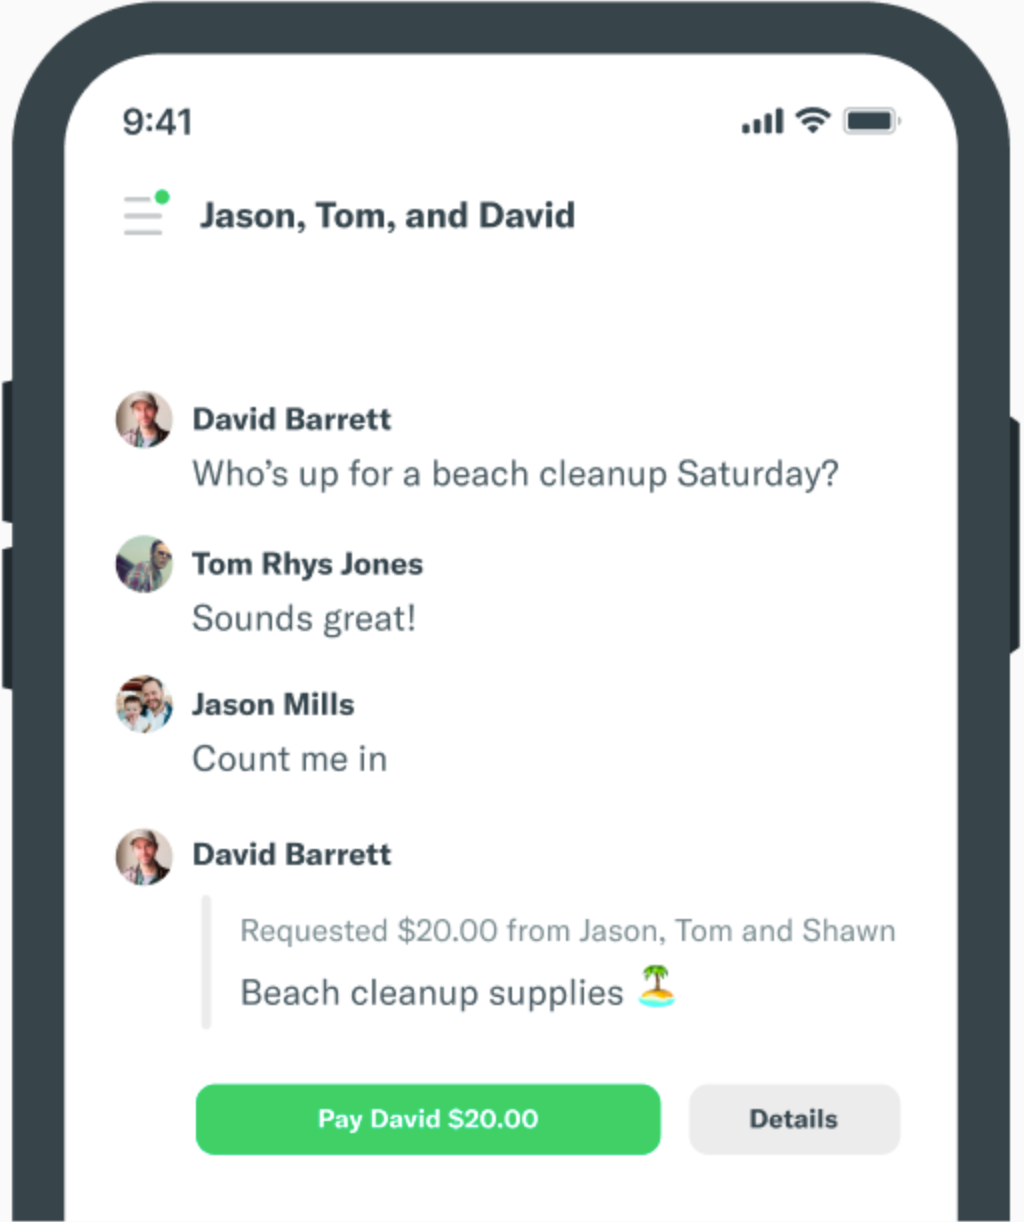 9:41
Jason, Tom, and David
David Barrett
Who’s up for a beach cleanup Saturday?
Tom Rhys Jones
Sounds great!
Jason Mills
Count me in
David Barrett
Requested $20.00 from Jason, Tom and Shawn
Beach cleanup supplies 🏝️
Pay David $20.00
Details